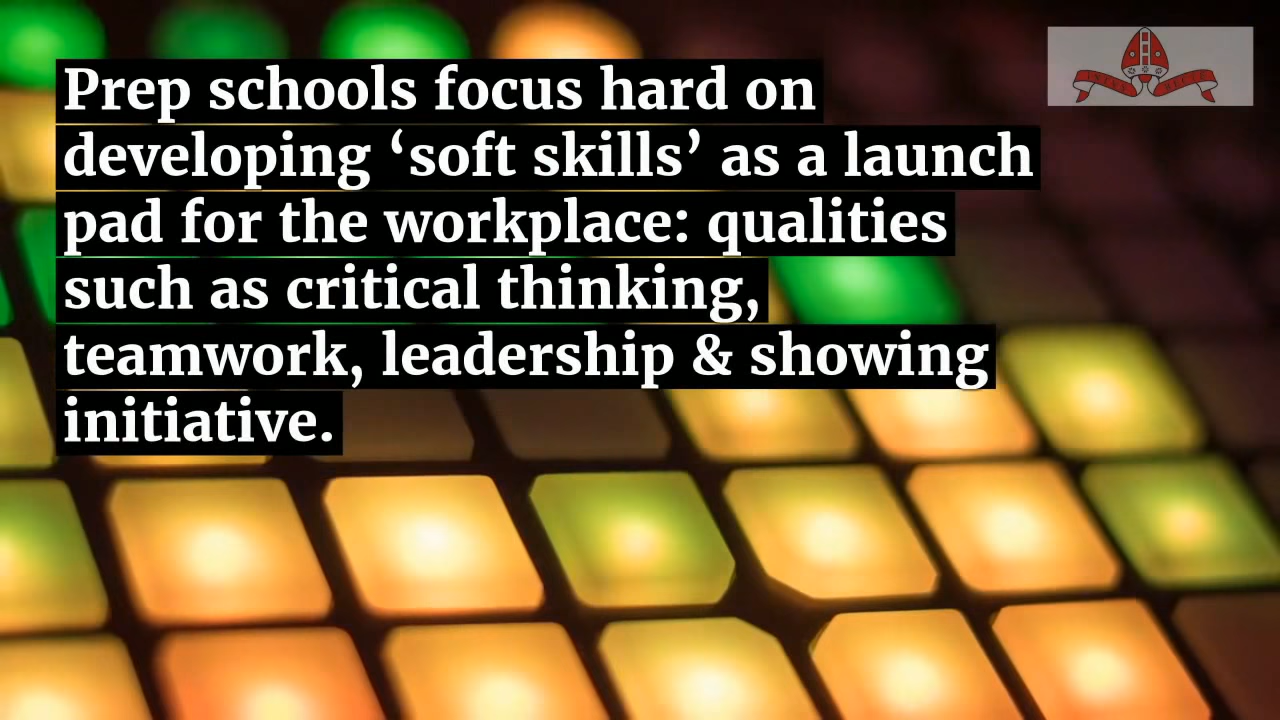 Prep schools focus hard on
developing ‘soft skills’ as a launch
pad for the workplace: qualities
such as critical thinking,
teamwork, leadership & showing
initiative.